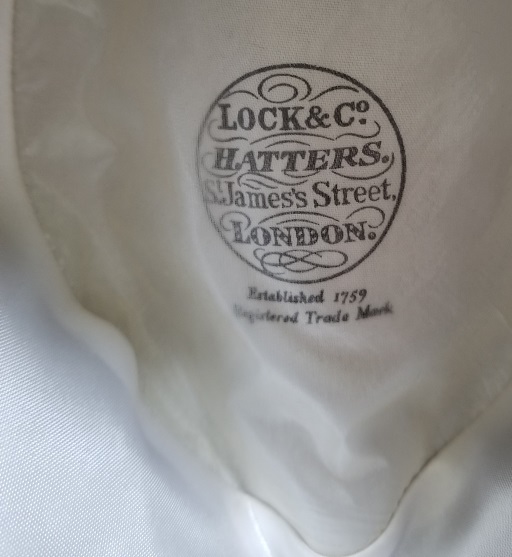 LOCK & Co.
HATTERS.
St. James's Street,
LONDON.
Established 1759
Registered Trade Mark